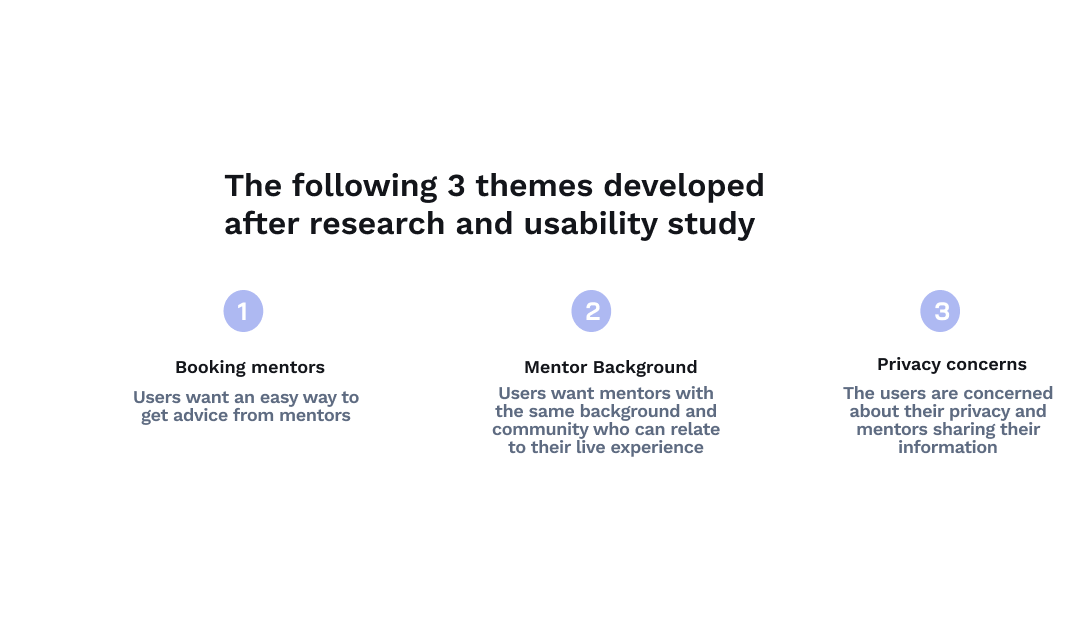 The following 3 themes developed
after research and usability study
1
Booking mentors
Users want an easy way to
get advice from mentors
2
Mentor Background
Users want mentors with
the same background and
community who can relate
to their live experience
3
Privacy concerns
The users are concerned
about their privacy and
mentors sharing their
information